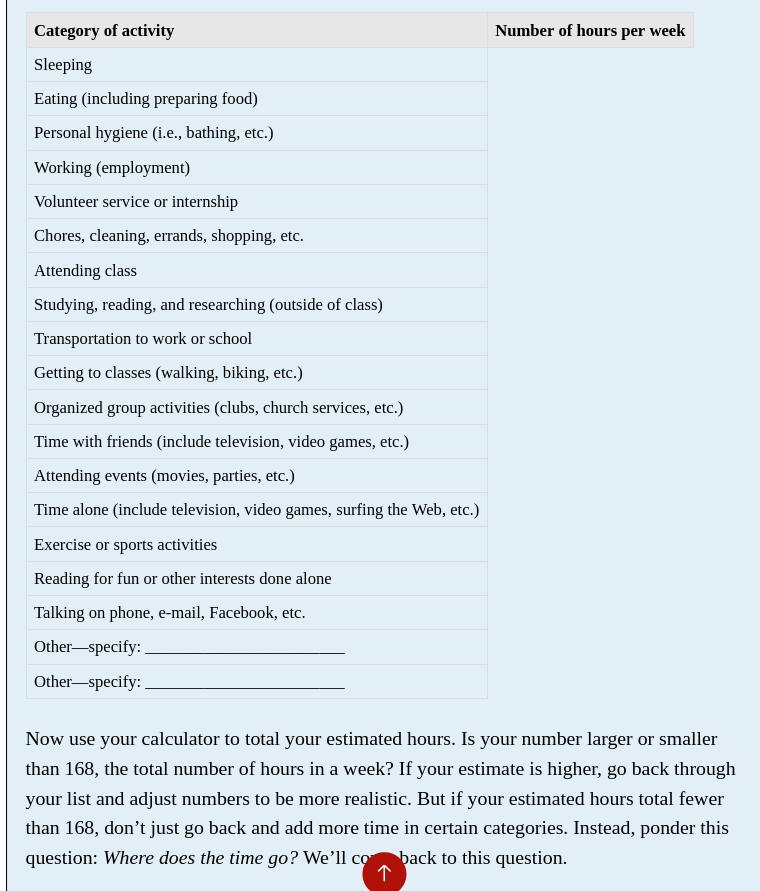 Category of activity Number of hours per week
Sleeping
Eating (including preparing food)
Personal hygiene (i.e., bathing, etc.)
Working (employment)
Volunteer service or internship
Chores, cleaning, errands, shopping, etc.
Attending class
Studying, reading, and researching (outside of class)
Transportation to work or school
Getting to classes (walking, biking, etc.)
Organized group activities (clubs, church services, etc.)
Time with friends (include television, video games, etc.)
Attending events (movies, parties, etc.)
Time alone (include television, video games, surfing the Web, etc.)
Exercise or sports activities
Reading for fun or other interests done alone
Talking on phone, e-mail, Facebook, etc.
Other—specify: ________________________
Other—specify: ________________________
Now use your calculator to total your estimated hours. Is your number larger or smaller
than 168, the total number of hours in a week? If your estimate is higher, go back through
your list and adjust numbers to be more realistic. But if your estimated hours total fewer
than 168, don’t just go back and add more time in certain categories. Instead, ponder this
question: Where does the time go? We’ll back to this question.